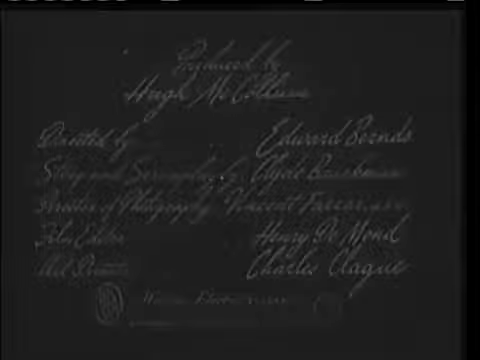 Produced by
Hugh McCollum
Directed by Edward Bernds
Story and Screenplay by Clyde Bruckman
Director of Photography Vincent Farrar, A.S.C.
Film Editor Henry De Mond
Art Director Charles Clague